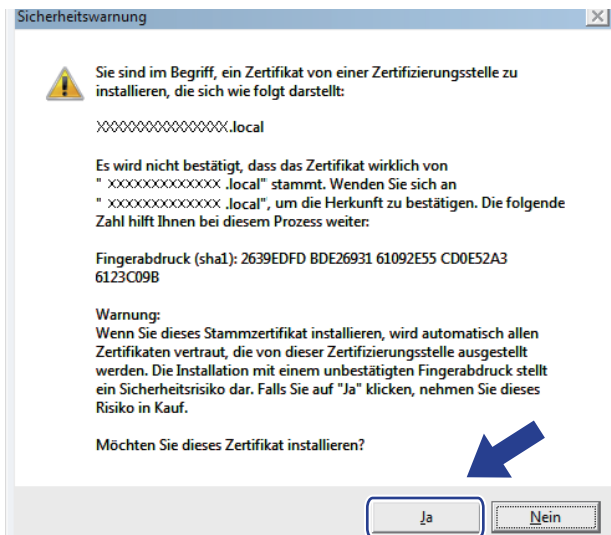 Sicherheitswarnung
Sie sind im Begriff, ein Zertifikat von einer Zertifizierungsstelle zu
installieren, die sich wie folgt darstellt:
XXXXXXXXXXXXXXX.local
Es wird nicht bestätigt, dass das Zertifikat wirklich von
" XXXXXXXXXXXXX .local" stammt. Wenden Sie sich an
" XXXXXXXXXXXXX .local", um die Herkunft zu bestätigen. Die folgende
Zahl hilft Ihnen bei diesem Prozess weiter:
Fingerabdruck (sha1): 2639EDFD BDE26931 61092E55 CD0E52A3
6123C09B
Warnung:
Wenn Sie dieses Stammzertifikat installieren, wird automatisch allen
Zertifikaten vertraut, die von dieser Zertifizierungsstelle ausgestellt
werden. Die Installation mit einem unbestätigten Fingerabdruck stellt
ein Sicherheitsrisiko dar. Falls Sie auf "Ja" klicken, nehmen Sie dieses
Risiko in Kauf.
Möchten Sie dieses Zertifikat installieren?
Ja
Nein